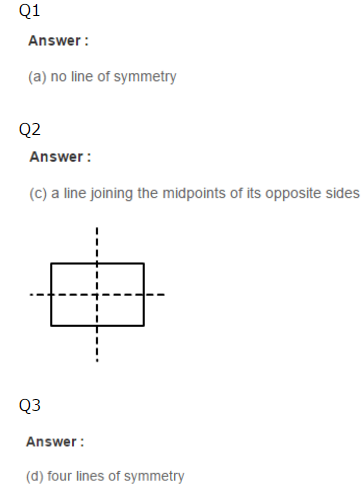 Q1
Answer :
(a) no line of symmetry
Q2
Answer :
(c) a line joining the midpoints of its opposite sides
Q3
Answer :
(d) four lines of symmetry